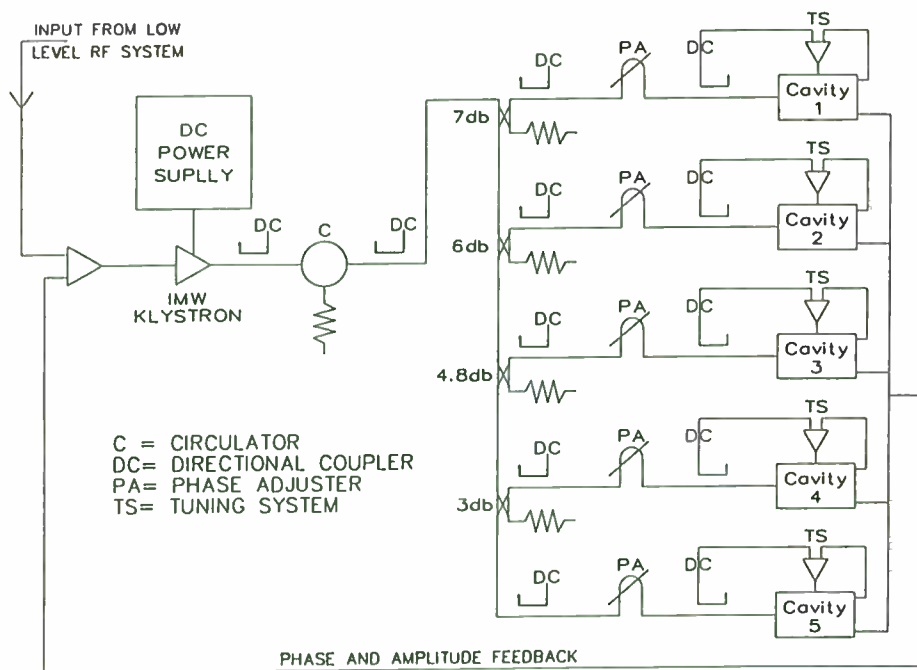 INPUT FROM LOW
LEVEL RF SYSTEM
DC
POWER
SUPLLY
1MW
KLYSTRON
DC
C
DC
7db
DC
PA
DC
TS
Cavity
1
6db
DC
PA
DC
TS
Cavity
2
4.8db
DC
PA
DC
TS
Cavity
3
3db
DC
PA
DC
TS
Cavity
4
DC
PA
DC
TS
Cavity
5
C = CIRCULATOR
DC= DIRECTIONAL COUPLER
PA= PHASE ADJUSTER
TS= TUNING SYSTEM
PHASE AND AMPLITUDE FEEDBACK